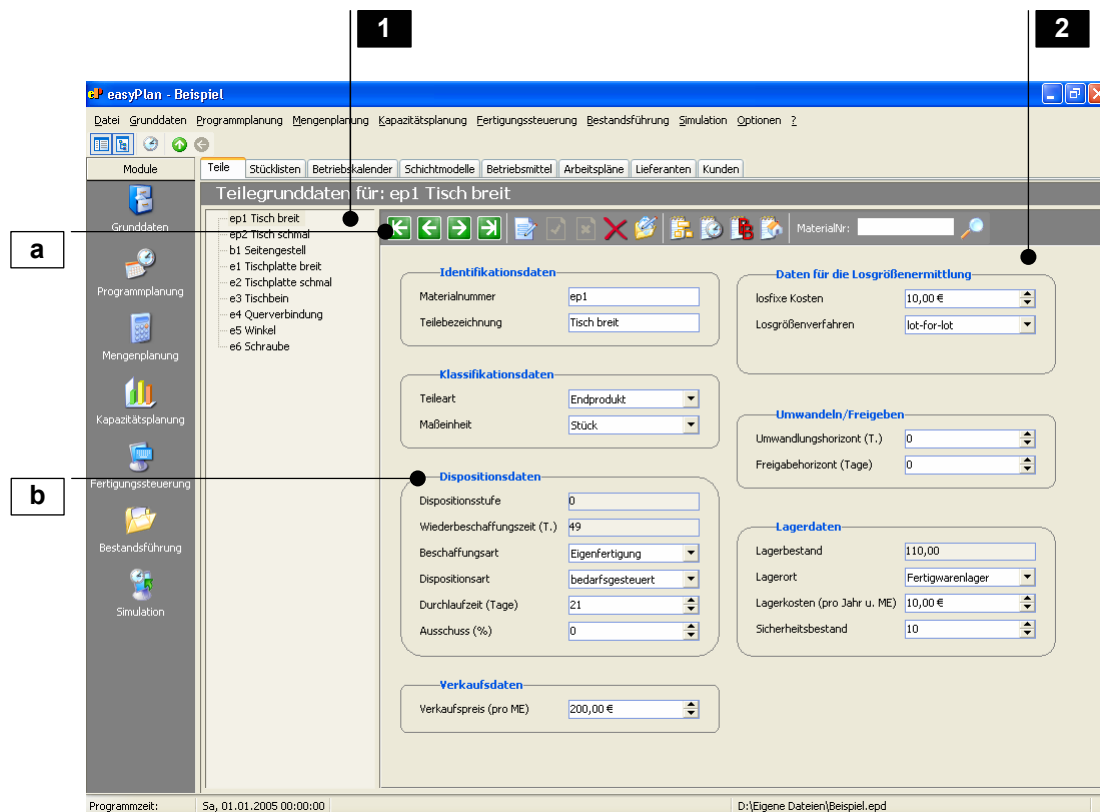 1
2
easyPlan - Beispiel
Datei Grunddaten Programmplanung Mengenplanung Kapazitätsplanung Fertigungssteuerung Bestandsführung Simulation Optionen ?
Module
Teile Stücklisten Betriebskalender Schichtmodelle Betriebsmittel Arbeitspläne Lieferanten Kunden
Teilegrunddaten für: ep1 Tisch breit
Grunddaten
Programmplanung
Mengenplanung
Kapazitätsplanung
Fertigungssteuerung
Bestandsführung
Simulation
a
b
ep1 Tisch breit
ep2 Tisch schmal
b1 Seitengestell
e1 Tischplatte breit
e2 Tischplatte schmal
e3 Tischbein
e4 Querverbindung
e5 Winkel
e6 Schraube
MaterialNr:
Identifikationsdaten
Materialnummer ep1
Teilebezeichnung Tisch breit
Klassifikationsdaten
Teileart Endprodukt
Maßeinheit Stück
Dispositionsdaten
Dispositionsstufe 0
Wiederbeschaffungszeit (T.) 49
Beschaffungsart Eigenfertigung
Dispositionsart bedarfsgesteuert
Durchlaufzeit (Tage) 21
Ausschuss (%) 0
Verkaufsdaten
Verkaufspreis (pro ME) 200,00 €
Daten für die Losgrößenermittlung
losfixe Kosten 10,00 €
Losgrößenverfahren lot-for-lot
Umwandeln/Freigeben
Umwandlungshorizont (T.) 0
Freigabehorizont (Tage) 0
Lagerdaten
Lagerbestand 110,00
Lagerort Fertigwarenlager
Lagerkosten (pro Jahr u. ME) 10,00 €
Sicherheitsbestand 10
Programmzeit: Sa, 01.01.2005 00:00:00 D:\Eigene Dateien\Beispiel.epd